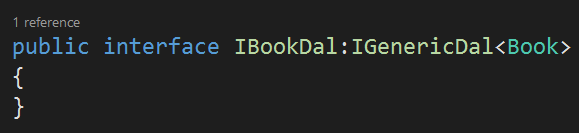 1 reference
public interface IBookDal:IGenericDal<Book>
{
}